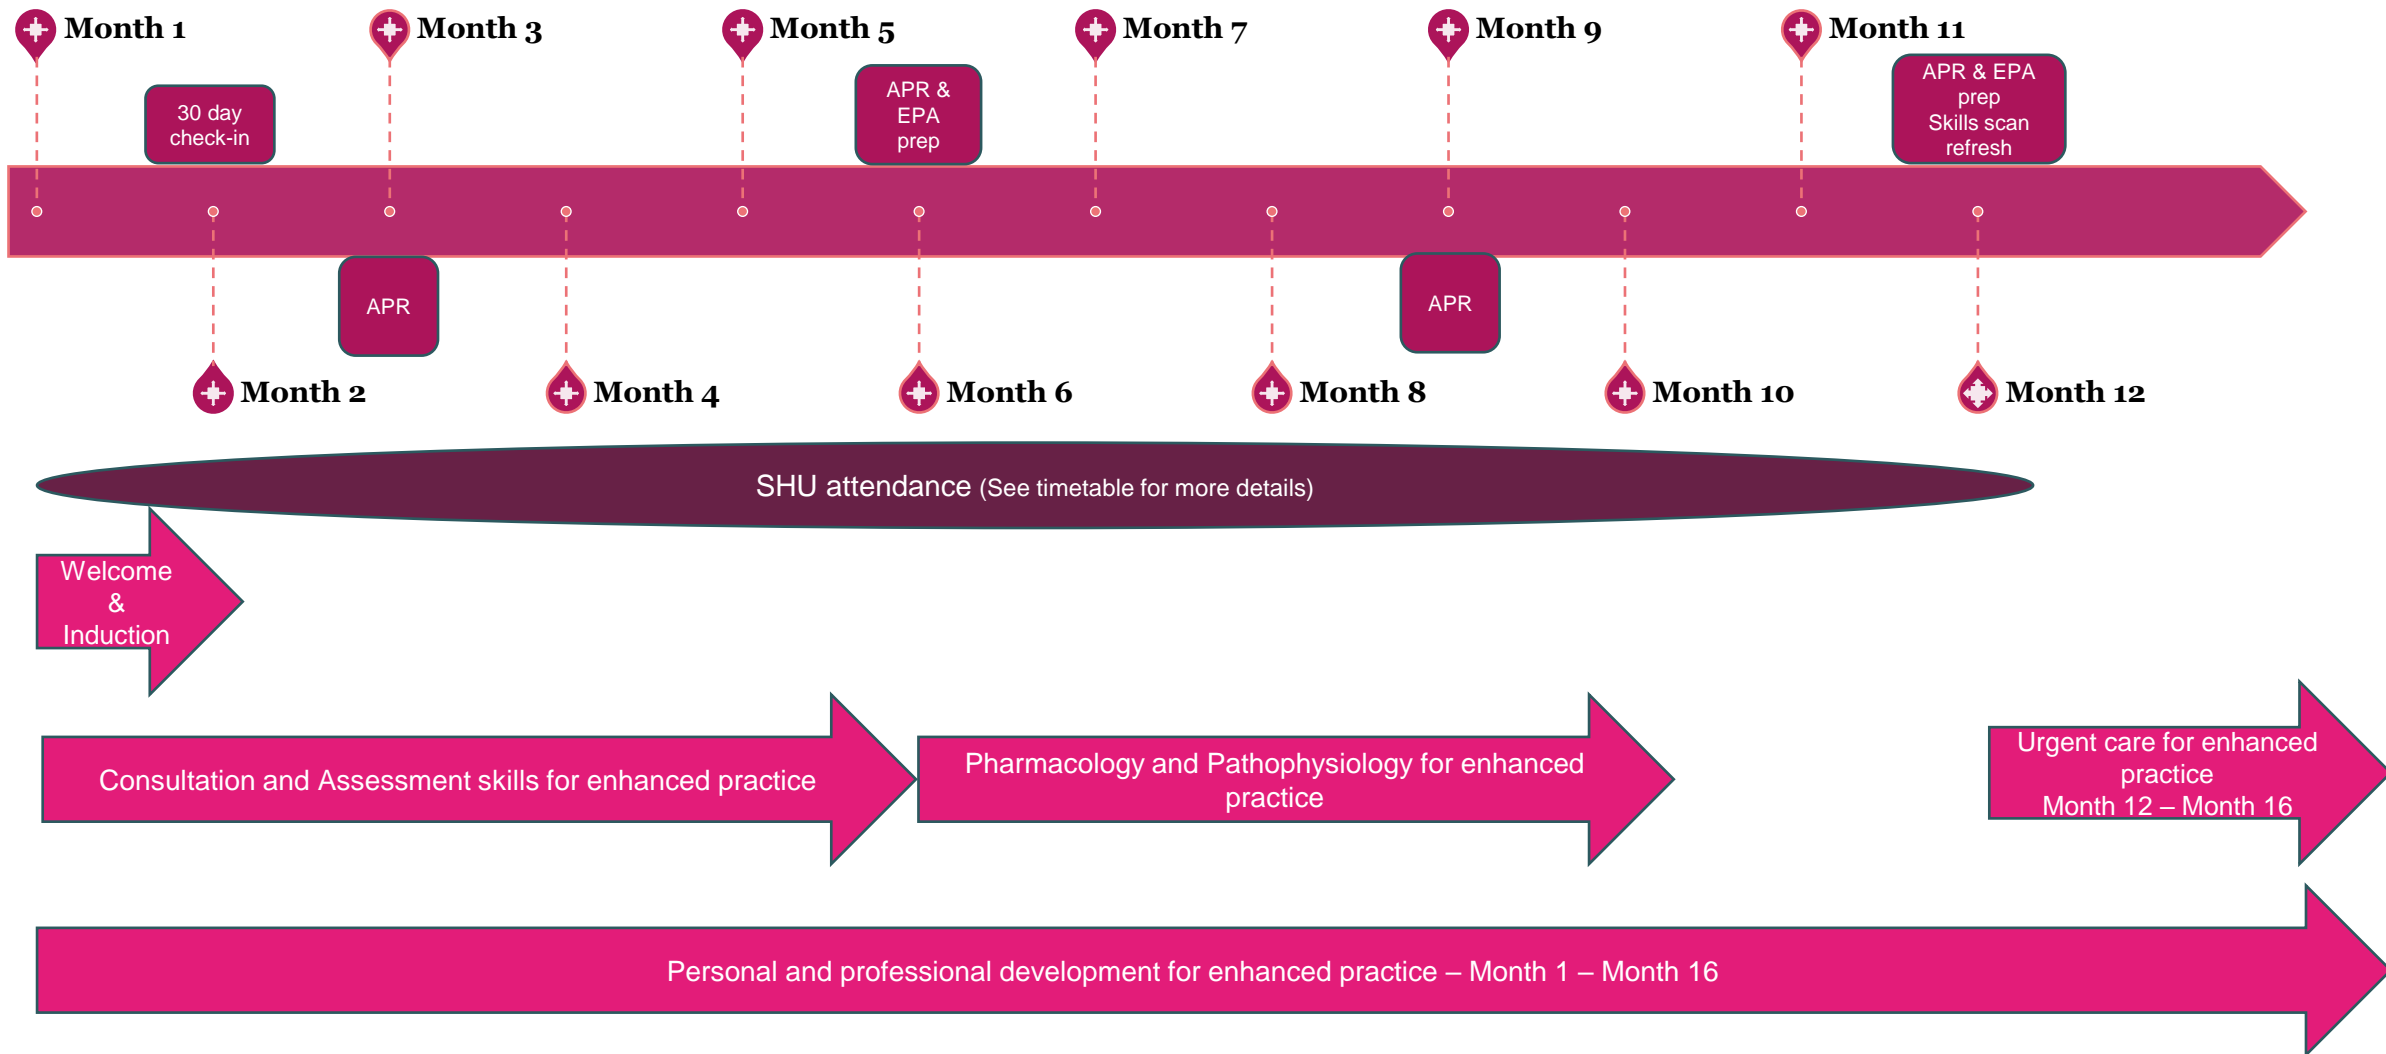 Month 1
Month 3
Month 5
Month 7
Month 9
Month 11
30 day
check-in
APR &
EPA
prep
APR & EPA
prep
Skills scan
refresh
APR
APR
Month 2
Month 4
Month 6
Month 8
Month 10
Month 12
SHU attendance (See timetable for more details)
Welcome
&
Induction
Consultation and Assessment skills for enhanced practice
Pharmacology and Pathophysiology for enhanced
practice
Urgent care for enhanced
practice
Month 12 – Month 16
Personal and professional development for enhanced practice – Month 1 – Month 16